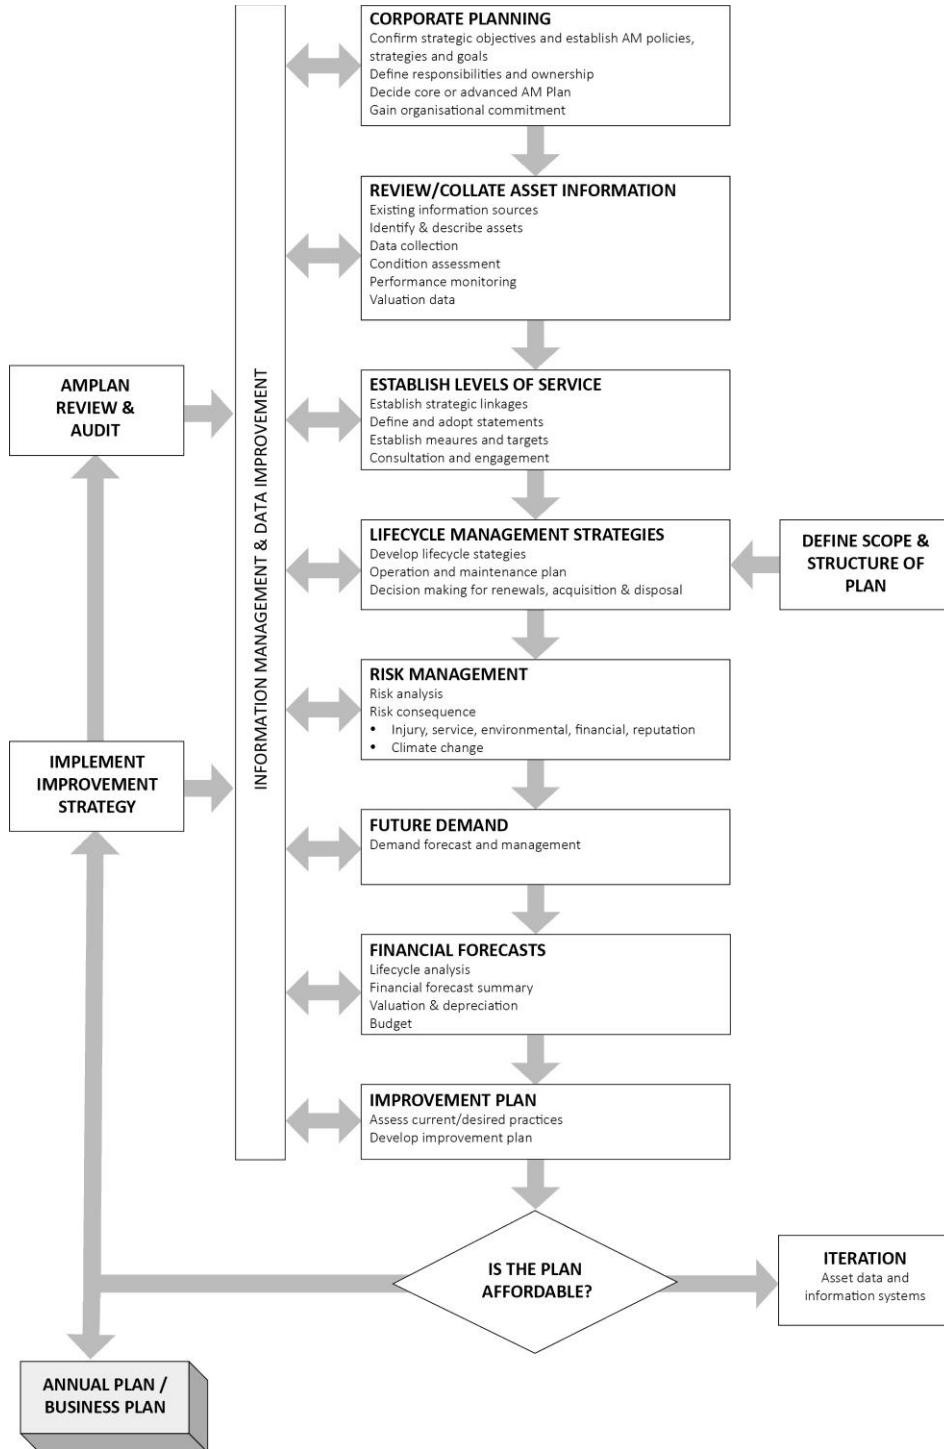 CORPORATE PLANNING
Confirm strategic objectives and establish AM policies,
strategies and goals
Define responsibilities and ownership
Decide core or advanced AM Plan
Gain organisational commitment
REVIEW/COLLATE ASSET INFORMATION
Existing information sources
Identify & describe assets
Data collection
Condition assessment
Performance monitoring
Valuation data
INFORMATION MANAGEMENT & DATA IMPROVEMENT
AMPLAN
REVIEW &
AUDIT
ESTABLISH LEVELS OF SERVICE
Establish strategic linkages
Define and adopt statements
Establish measures and targets
Consultation and engagement
LIFECYCLE MANAGEMENT STRATEGIES
Develop lifecycle stategies
Operation and maintenance plan
Decision making for renewals, acquisition & disposal
DEFINE SCOPE &
STRUCTURE OF
PLAN
RISK MANAGEMENT
Risk analysis
Risk consequence
• Injury, service, environmental, financial, reputation
• Climate change
IMPLEMENT
IMPROVEMENT
STRATEGY
FUTURE DEMAND
Demand forecast and management
FINANCIAL FORECASTS
Lifecycle analysis
Financial forecast summary
Valuation & depreciation
Budget
IMPROVEMENT PLAN
Assess current/desired practices
Develop improvement plan
IS THE PLAN
AFFORDABLE?
ITERATION
Asset data and
information systems
ANNUAL PLAN /
BUSINESS PLAN